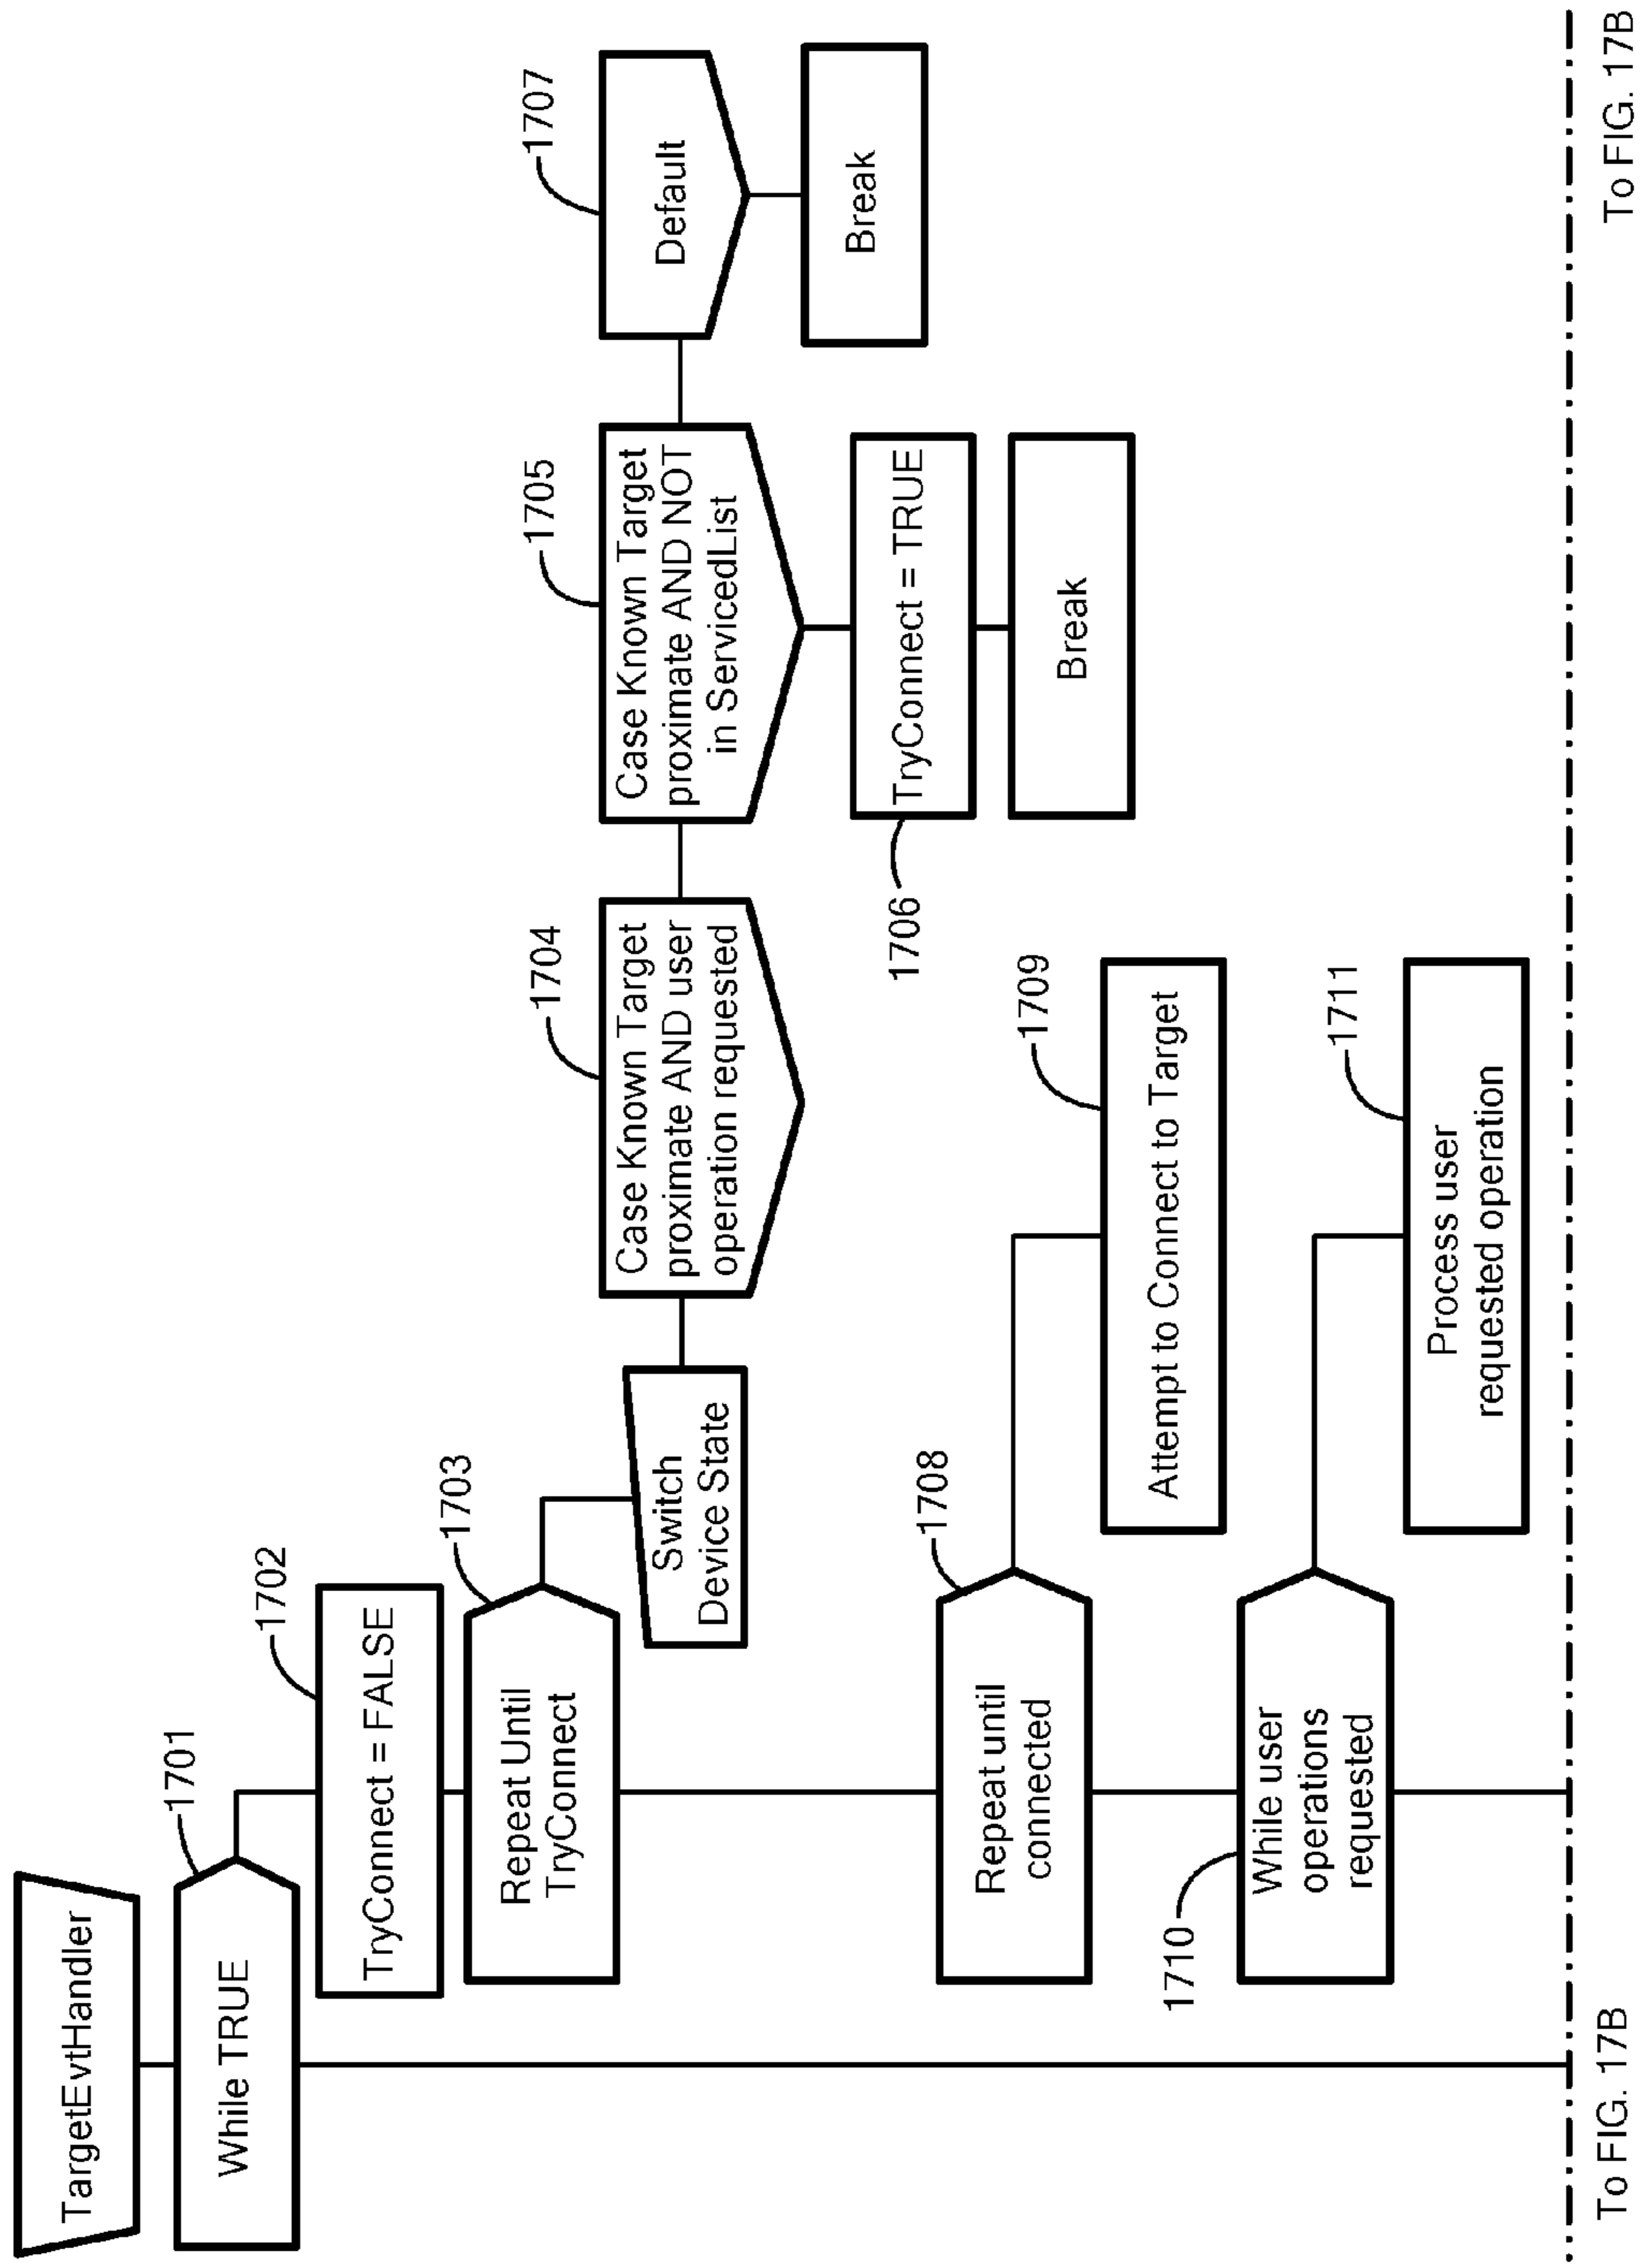 TargetEvtHandler
1701
While TRUE
1702
TryConnect = FALSE
1703
Repeat Until
TryConnect
Switch
Device State
1704
Case Known Target
proximate AND user
operation requested
1705
Case Known Target
proximate AND NOT
in ServicedList
1707
Default
Break
1706
TryConnect = TRUE
Break
1708
Repeat until
connected
1709
Attempt to Connect to Target
1710
While user
operations
requested
1711
Process user
requested operation
To FIG. 17B
To FIG. 17B